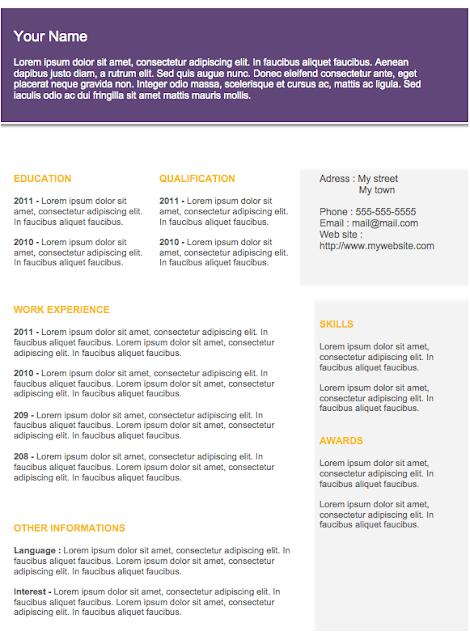 Your Name
Lorem ipsum dolor sit amet, consectetur adipiscing elit. In faucibus aliquet faucibus. Aenean
dapibus justo diam, a rutrum elit. Sed quis augue nunc. Donec eleifend consectetur ante, eget
placerat neque gravida non. Integer odio massa, scelerisque et cursus ac, mattis ac ligula. Sed
iaculis odio ac dui fringilla sit amet mattis mauris mollis.
EDUCATION
2011 - Lorem ipsum dolor sit
amet, consectetur adipiscing elit.
In faucibus aliquet faucibus.
2010 - Lorem ipsum dolor sit
amet, consectetur adipiscing elit.
In faucibus aliquet faucibus.
QUALIFICATION
2011 - Lorem ipsum dolor sit
amet, consectetur adipiscing elit.
In faucibus aliquet faucibus.
2010 - Lorem ipsum dolor sit
amet, consectetur adipiscing elit.
In faucibus aliquet faucibus.
Adress : My street
My town
Phone : 555-555-5555
Email : mail@mail.com
Web site :
http://www.mywebsite.com
WORK EXPERIENCE
2011 - Lorem ipsum dolor sit amet, consectetur adipiscing elit. In
faucibus aliquet faucibus. Lorem ipsum dolor sit amet, consectetur
adipiscing elit. In faucibus aliquet faucibus.
2010 - Lorem ipsum dolor sit amet, consectetur adipiscing elit. In
faucibus aliquet faucibus. Lorem ipsum dolor sit amet, consectetur
adipiscing elit. In faucibus aliquet faucibus.
209 - Lorem ipsum dolor sit amet, consectetur adipiscing elit. In
faucibus aliquet faucibus. Lorem ipsum dolor sit amet, consectetur
adipiscing elit. In faucibus aliquet faucibus.
208 - Lorem ipsum dolor sit amet, consectetur adipiscing elit. In
faucibus aliquet faucibus. Lorem ipsum dolor sit amet, consectetur
adipiscing elit. In faucibus aliquet faucibus.
OTHER INFORMATIONS
Language : Lorem ipsum dolor sit amet, consectetur adipiscing elit. In
faucibus aliquet faucibus. Lorem ipsum dolor sit amet, consectetur
adipiscing elit. In faucibus aliquet faucibus.
Interest - Lorem ipsum dolor sit amet, consectetur adipiscing elit. In
faucibus aliquet faucibus. Lorem ipsum dolor sit amet, consectetur
adipiscing elit. In faucibus aliquet faucibus.
SKILLS
Lorem ipsum dolor sit amet,
consectetur adipiscing elit. In
faucibus aliquet faucibus.
Lorem ipsum dolor sit amet,
consectetur adipiscing elit. In
faucibus aliquet faucibus.
AWARDS
Lorem ipsum dolor sit amet,
consectetur adipiscing elit. In
faucibus aliquet faucibus.
Lorem ipsum dolor sit amet,
consectetur adipiscing elit. In
faucibus aliquet faucibus.